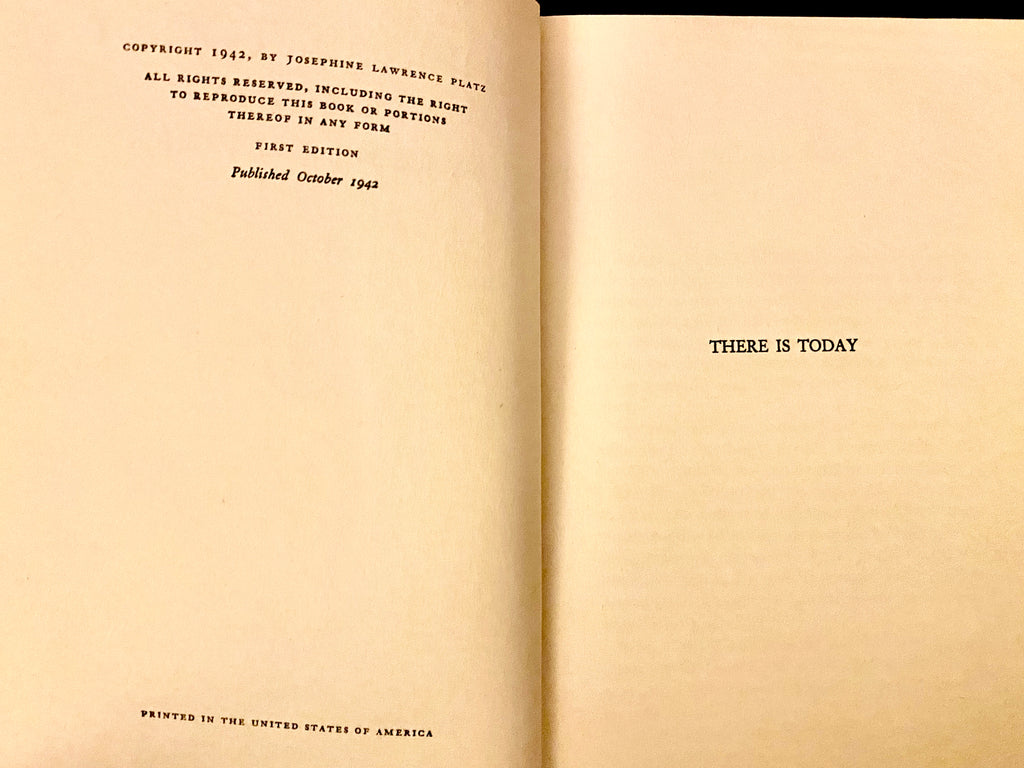 COPYRIGHT 1942, BY JOSEPHINE LAWRENCE PLATZ
ALL RIGHTS RESERVED, INCLUDING THE RIGHT
TO REPRODUCE THIS BOOK OR PORTIONS
THEREOF IN ANY FORM
FIRST EDITION
Published October 1942
PRINTED IN THE UNITED STATES OF AMERICA
THERE IS TODAY